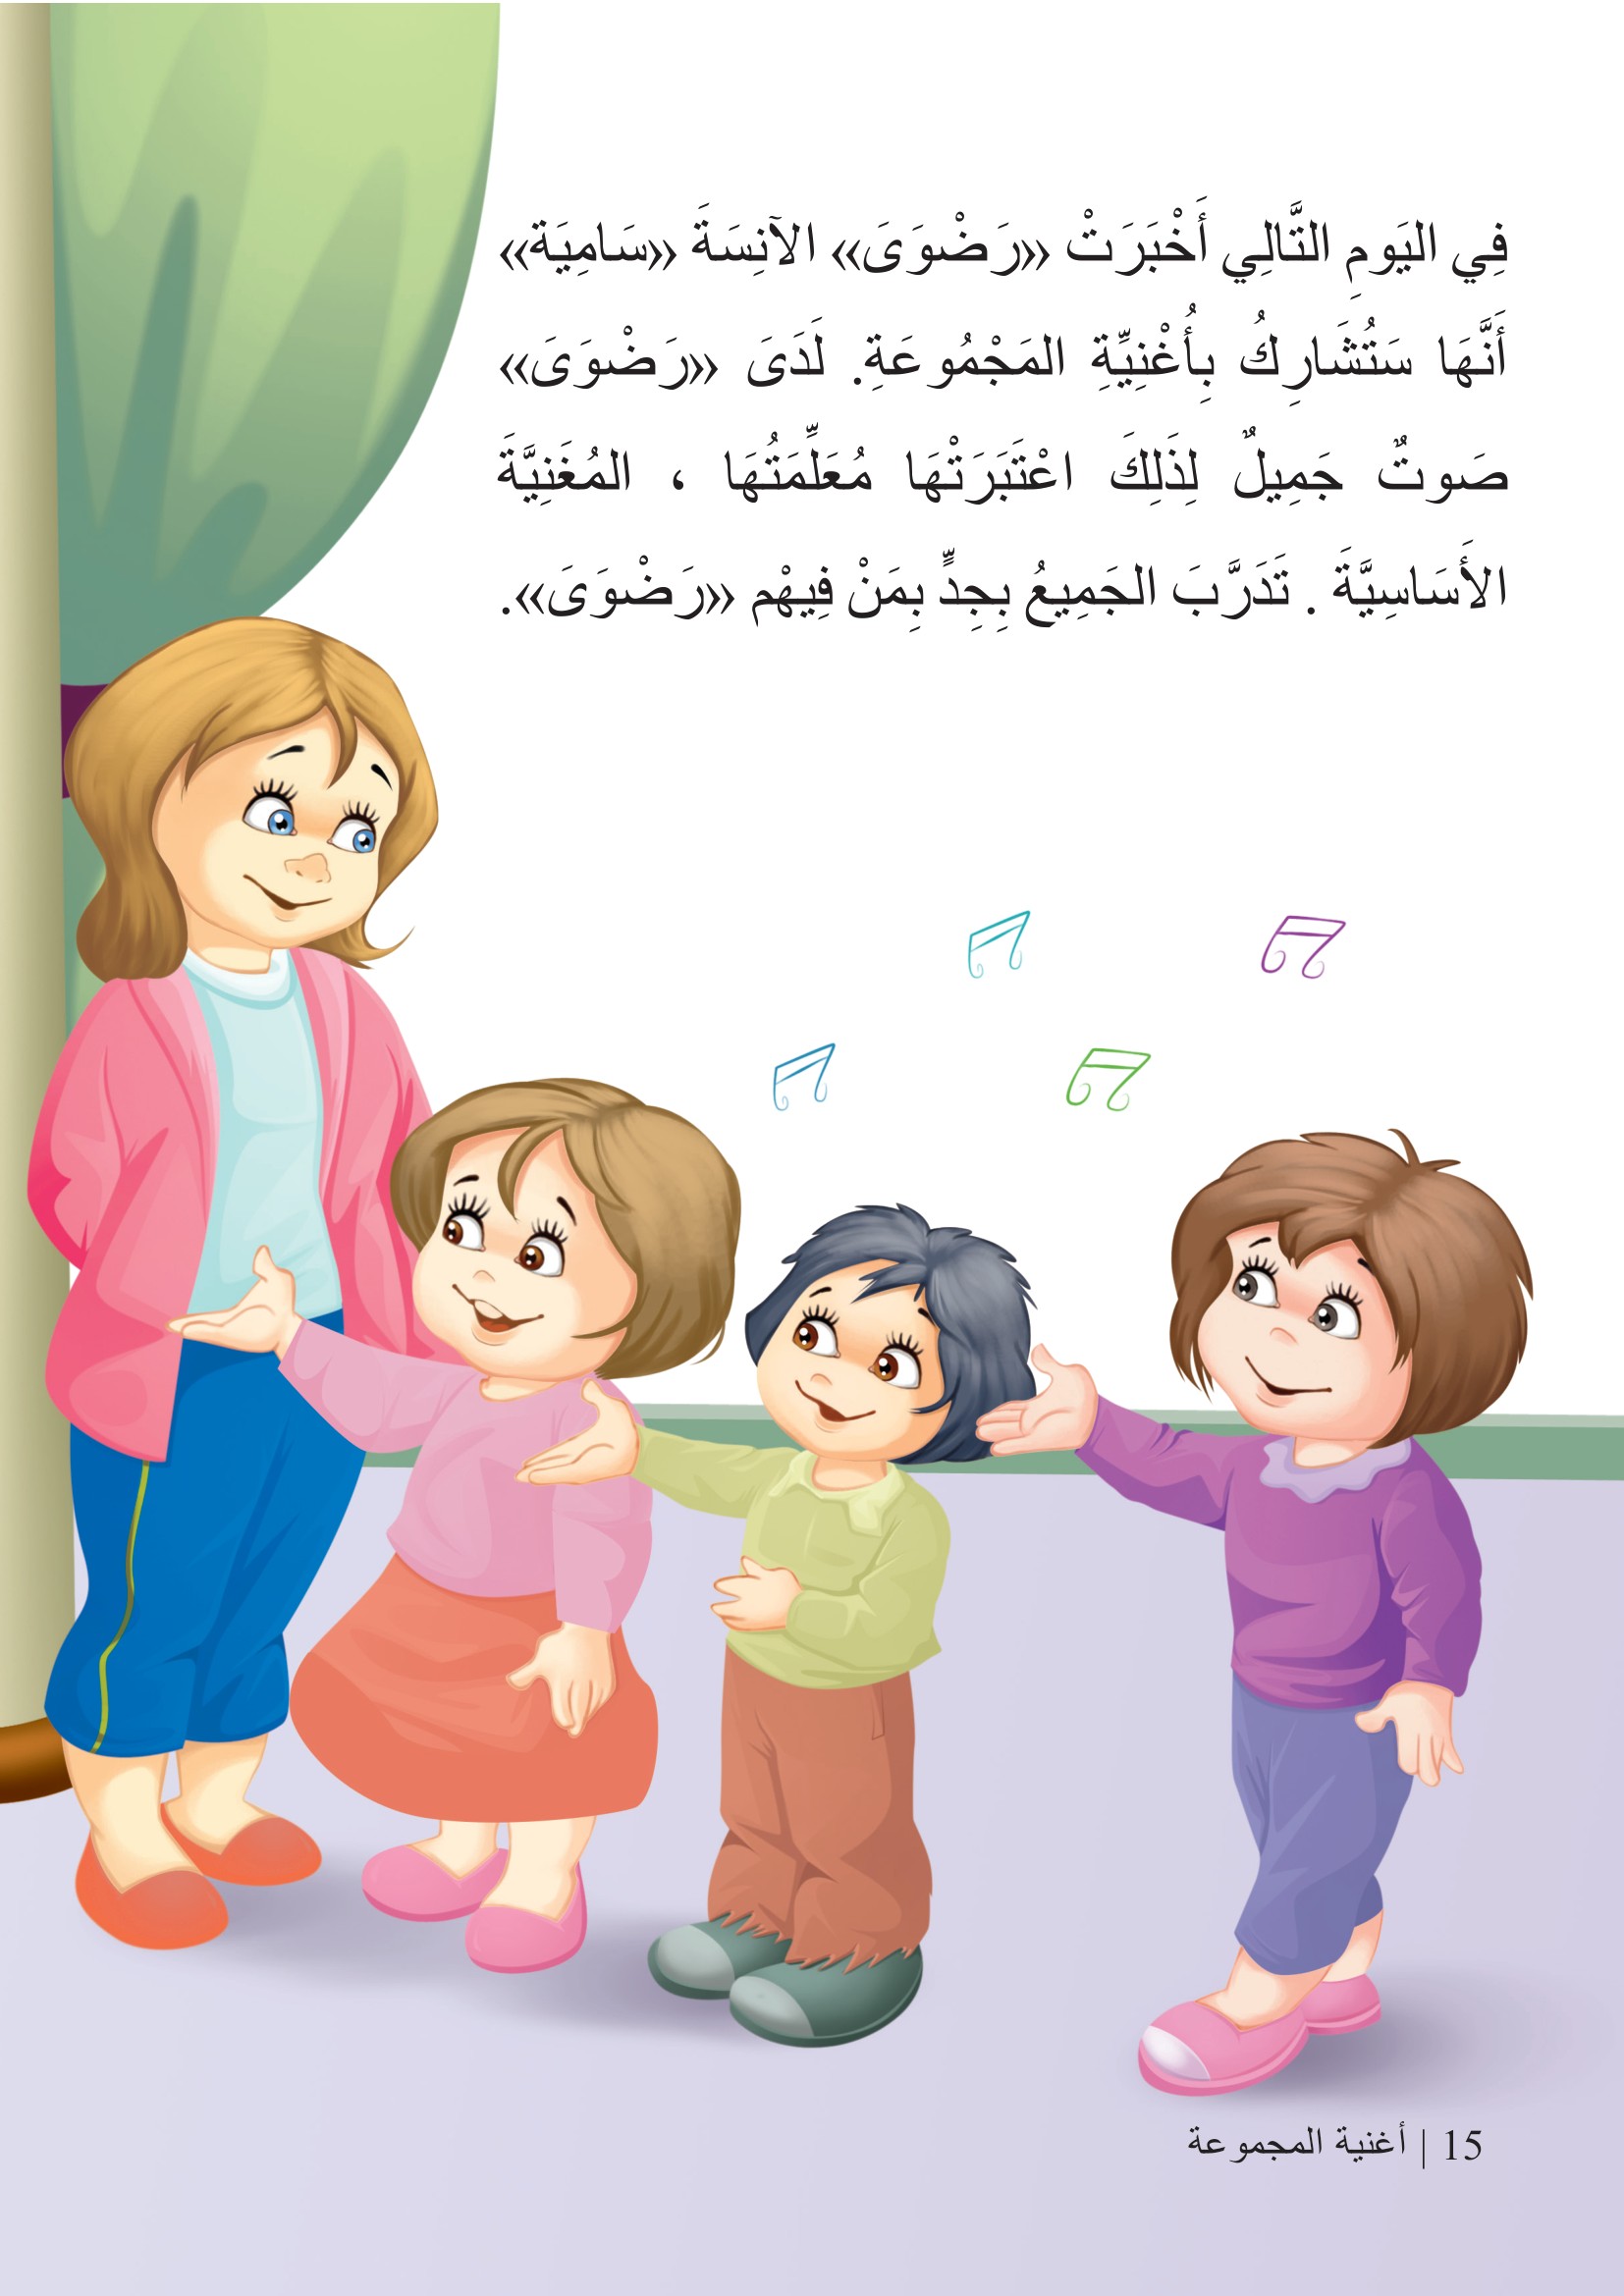 فِي اليَومِ التَّالِي أَخْبَرَتْ «رَضْوَىَ» الآنِسَةَ «سَامِيَة»
أَنَّهَا سَتُشَارِكُ بِأُغْنِيِّةِ المَجْمُوعَةِ. لَدَىَ «رَضْوَىَ»
صَوتٌ جَمِيلٌ لِذَلِكَ اعْتَبَرَتْهَا مُعَلِّمَتُهَا ، المُغَنِيَّةَ
الأَسَاسِيَّةَ . تَدَرَّبَ الجَمِيعُ بِجِدٍّ بِمَنْ فِيهْم «رَضْوَىَ».
15 | أغنية المجموعة